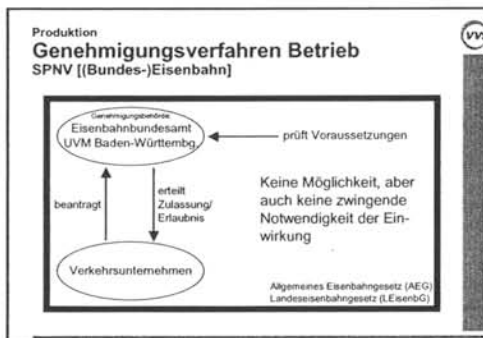 Produktion
Genehmigungsverfahren Betrieb
SPNV [(Bundes-)Eisenbahn]
Genehmigungsbehörde:
Eisenbahnbundesamt
UVM Baden-Württembg.
prüft Voraussetzungen
beantragt
erteilt
Zulassung/
Erlaubnis
Keine Möglichkeit, aber
auch keine zwingende
Notwendigkeit der Ein-
wirkung
Verkehrsunternehmen
Allgemeines Eisenbahngesetz (AEG)
Landeseisenbahngesetz (LEisenbG)